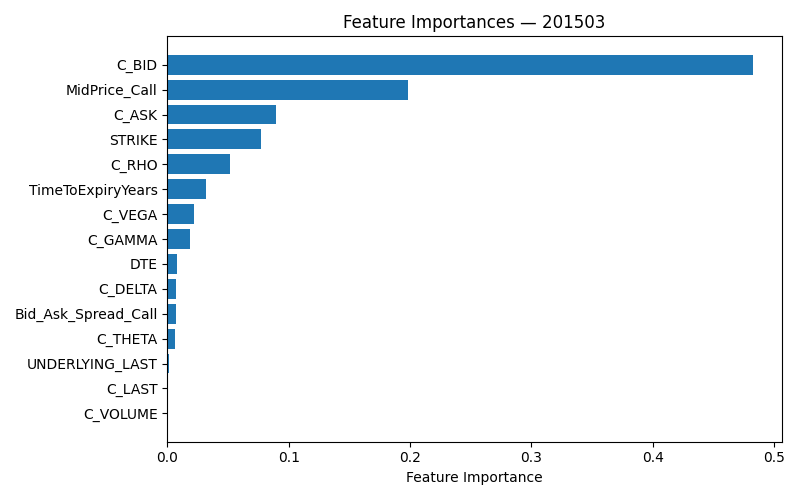 Feature Importances — 201503
C_BID
MidPrice_Call
C_ASK
STRIKE
C_RHO
TimeToExpiryYears
C_VEGA
C_GAMMA
DTE
C_DELTA
Bid_Ask_Spread_Call
C_THETA
UNDERLYING_LAST
C_LAST
C_VOLUME
0.0 0.1 0.2 0.3 0.4 0.5
Feature Importance